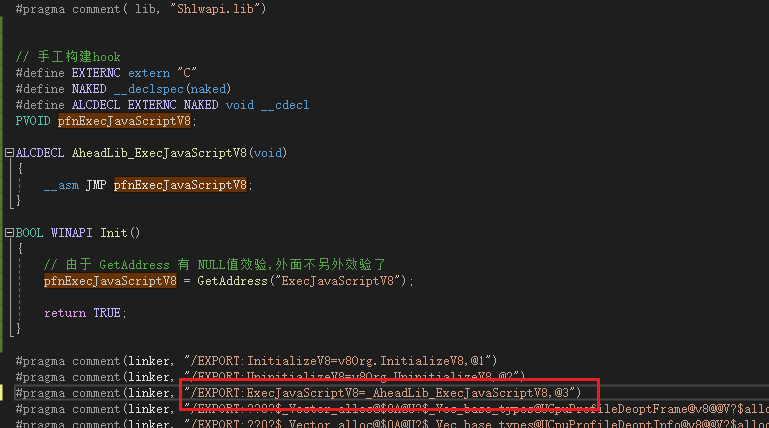 #pragma comment( lib, "Shlwapi.lib")
// 手工构建hook
#define EXTERNC extern "C"
#define NAKED __declspec(naked)
#define ALCDECL EXTERNC NAKED void __cdecl
PVOID pfnExecJavaScriptV8;
ALCDECL AheadLib_ExecJavaScriptV8(void)
{
__asm JMP pfnExecJavaScriptV8;
}
BOOL WINAPI Init()
{
// 由于 GetAddress 有 NULL值效验,外面不另外效验了
pfnExecJavaScriptV8 = GetAddress("ExecJavaScriptV8");
return TRUE;
}
#pragma comment(linker, "/EXPORT:InitializeV8=v8Org.InitializeV8,@1")
#pragma comment(linker, "/EXPORT:UninitializeV8=v8Org.UninitializeV8,@2")
#pragma comment(linker, "/EXPORT:ExecJavaScriptV8=_AheadLib_ExecJavaScriptV8,@3")
#pragma comment(linker, "/EXPORT:??0?$_Vector_alloc@$0A@U?$_Vec_base_types@UCpuProfileDeoptFrame@v8@@V?$alloc
#pragma comment(linker, "/EXPORT:??0?$_Vector_alloc@$0A@U?$_Vec_base_types@UCpuProfileDeoptInfo@v8@@V?$alloc